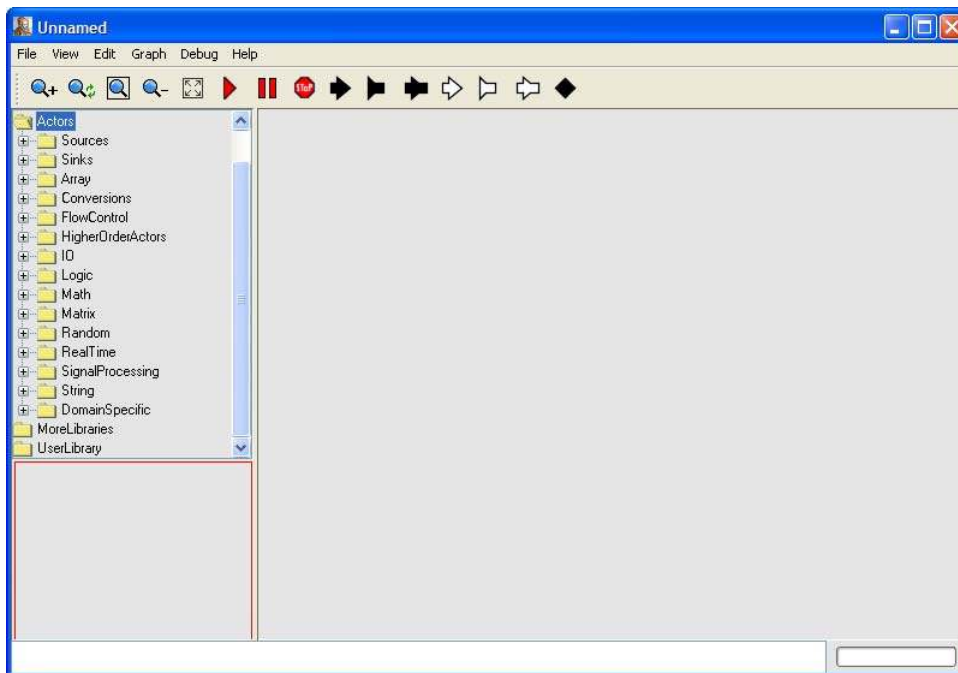 Unnamed
File View Edit Graph Debug Help
STOP
Actors
Sources
Sinks
Array
Conversions
FlowControl
HigherOrderActors
IO
Logic
Math
Matrix
Random
RealTime
SignalProcessing
String
DomainSpecific
MoreLibraries
UserLibrary